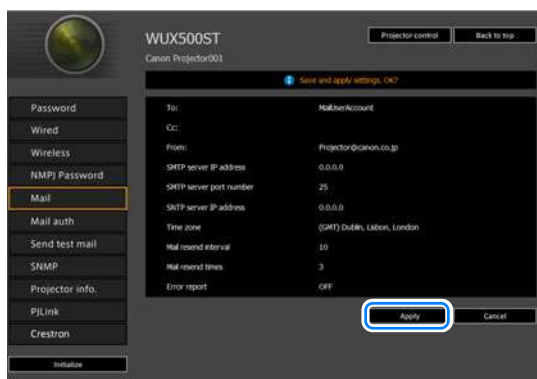 WUX500ST
Projector control
Back to top
Canon Projector001
Save and apply settings. OK?
Password
Wired
Wireless
NMPJ Password
Mail
Mail auth
Send test mail
SNMP
Projector info.
PJLink
Crestron
Initialize
To: MailUserAccount
Cc:
From: Projector@canon.co.jp
SMTP server IP address 0.0.0.0
SMTP server port number 25
SNTP server IP address 0.0.0.0
Time zone (GMT) Dublin, Lisbon, London
Mail resend interval 10
Mail resend times 3
Error report OFF
Apply
Cancel